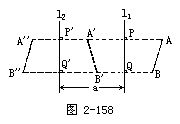 l₂ l₁
A″ P′ A′ P A
B″ Q′ B′ Q B
a
图 2-158